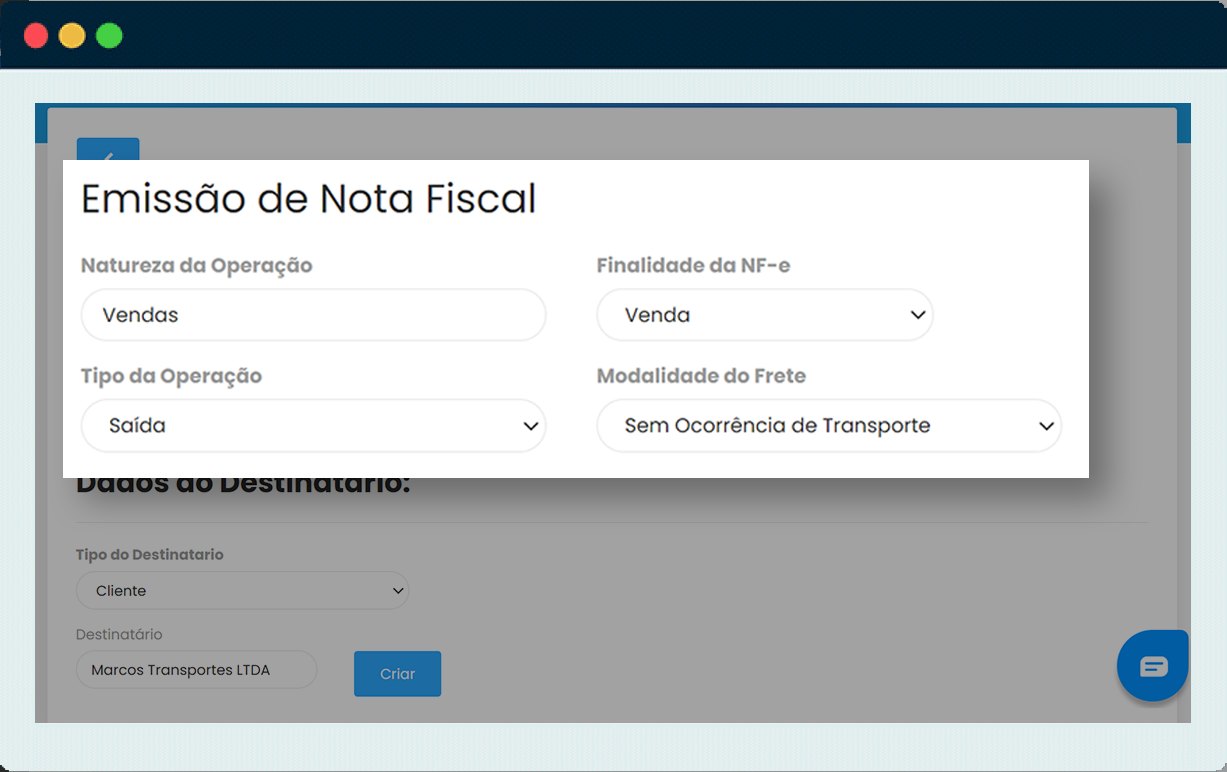 Emissão de Nota Fiscal
Natureza da Operação
Finalidade da NF-e
Vendas
Venda
Tipo da Operação
Modalidade do Frete
Saída
Sem Ocorrência de Transporte
Dados do Destinatário:
Tipo do Destinatario
Cliente
Destinatário
Marcos Transportes LTDA
Criar